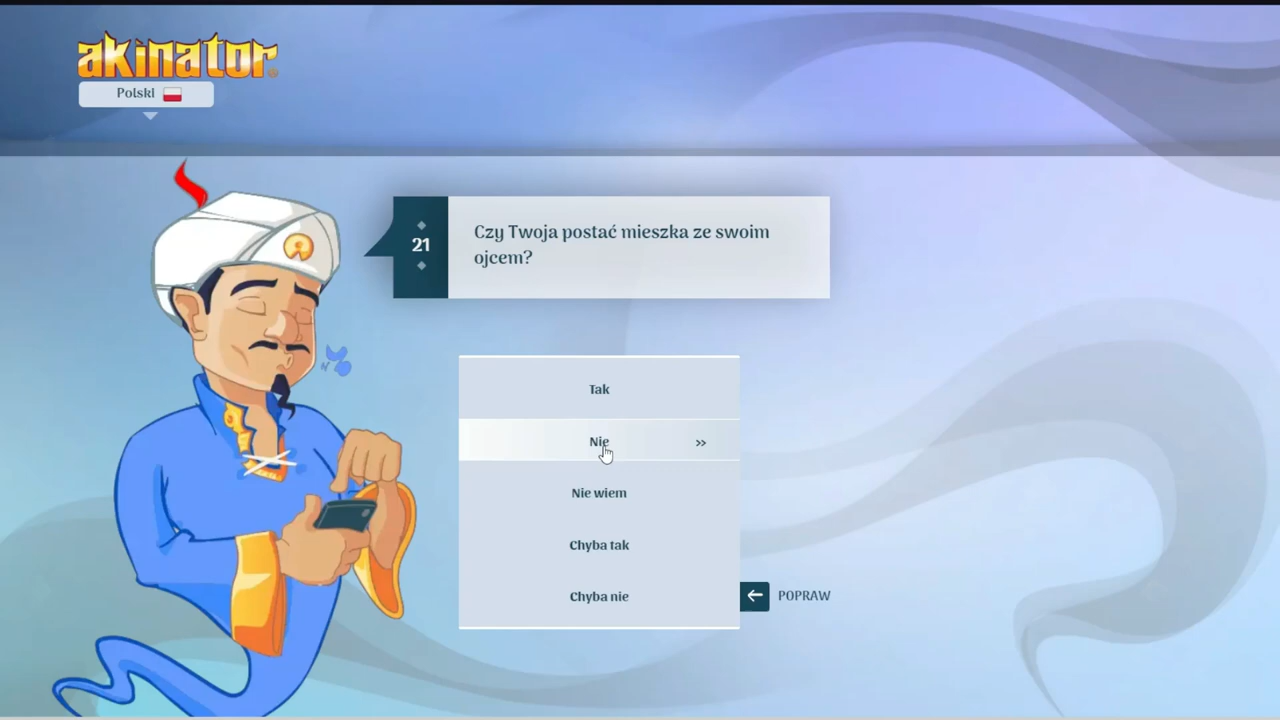 akinator
Polski
21
Czy Twoja postać mieszka ze swoim
ojcem?
Tak
Nie >>
Nie wiem
Chyba tak
Chyba nie
POPRAW